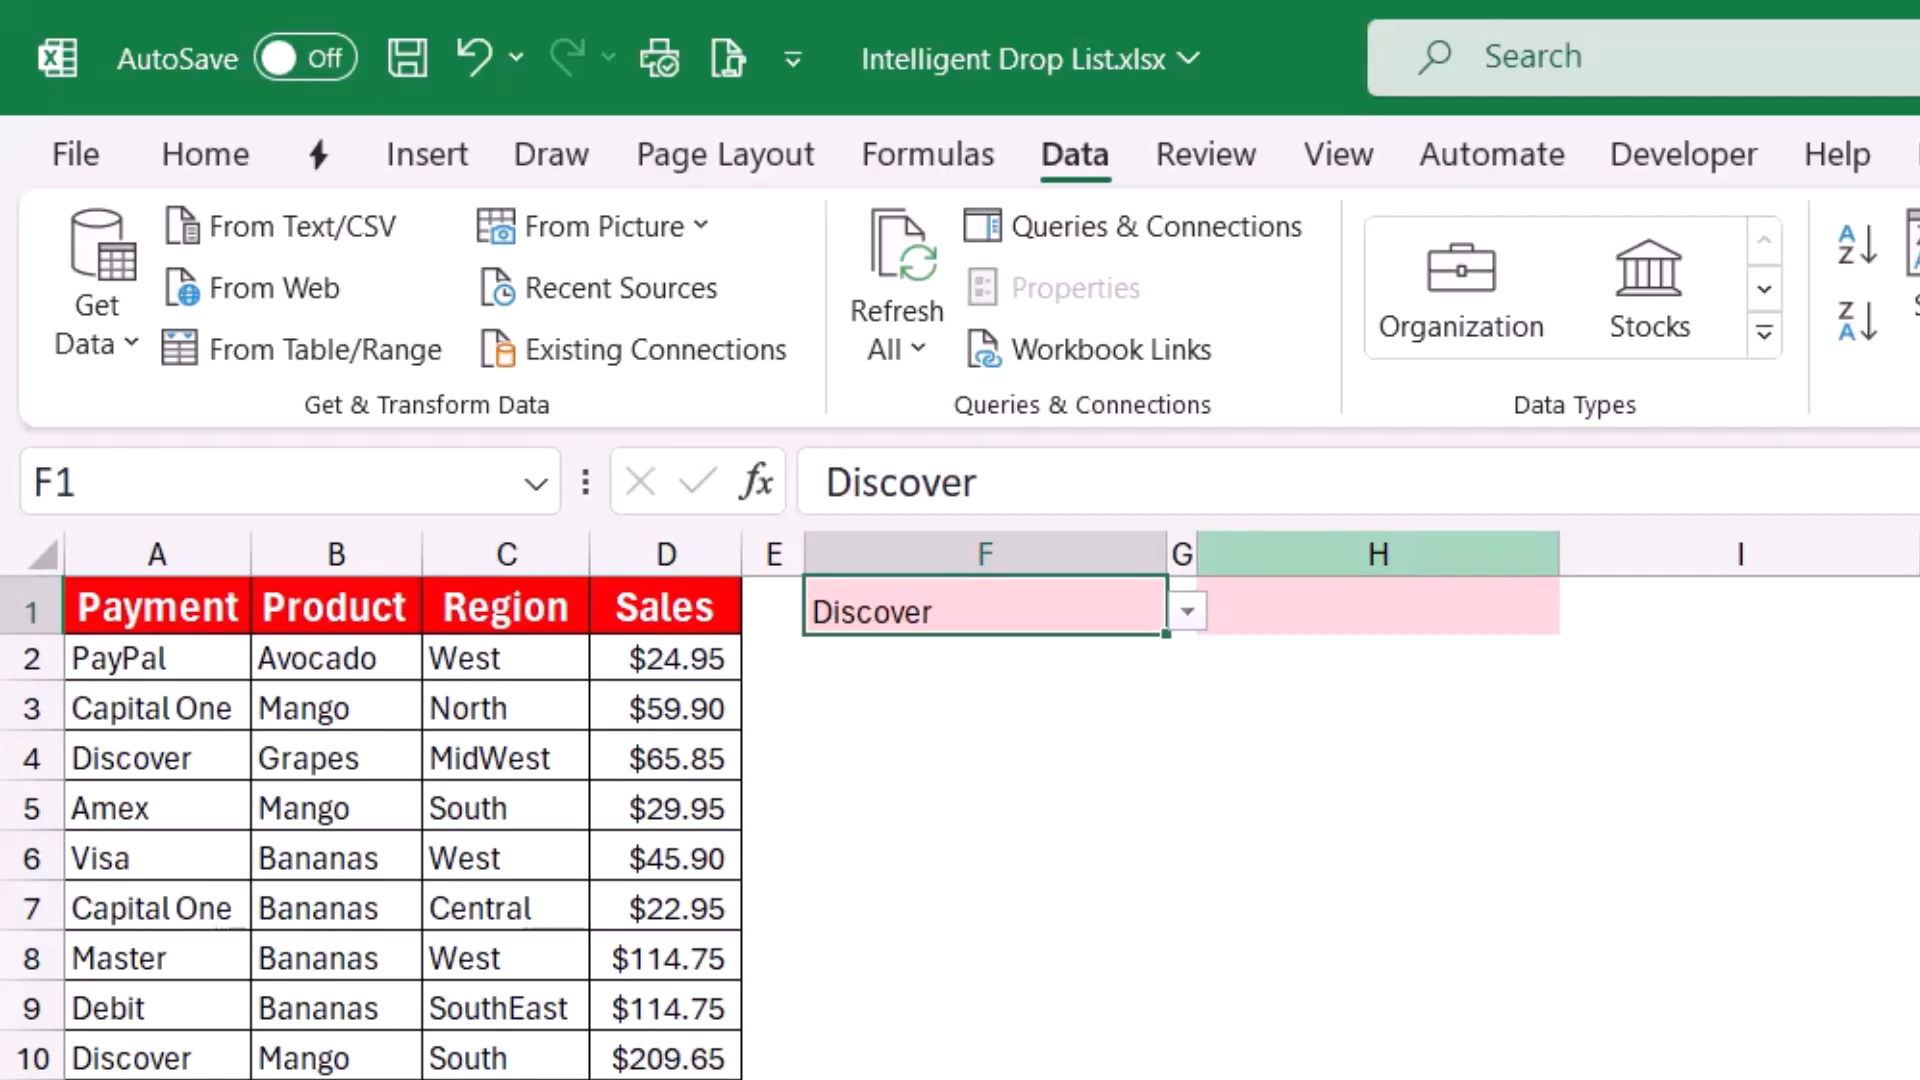 AutoSave Off Intelligent Drop List.xlsx Search
File Home Insert Draw Page Layout Formulas Data Review View Automate Developer Help
Get Data
From Text/CSV
From Web
From Table/Range
From Picture
Recent Sources
Existing Connections
Get & Transform Data
Refresh All
Queries & Connections
Properties
Workbook Links
Queries & Connections
Organization Stocks
Data Types
A Z
Z A
F1 fx Discover
A B C D E F G H I
1 Payment Product Region Sales Discover
2 PayPal Avocado West $24.95
3 Capital One Mango North $59.90
4 Discover Grapes MidWest $65.85
5 Amex Mango South $29.95
6 Visa Bananas West $45.90
7 Capital One Bananas Central $22.95
8 Master Bananas West $114.75
9 Debit Bananas SouthEast $114.75
10 Discover Mango South $209.65